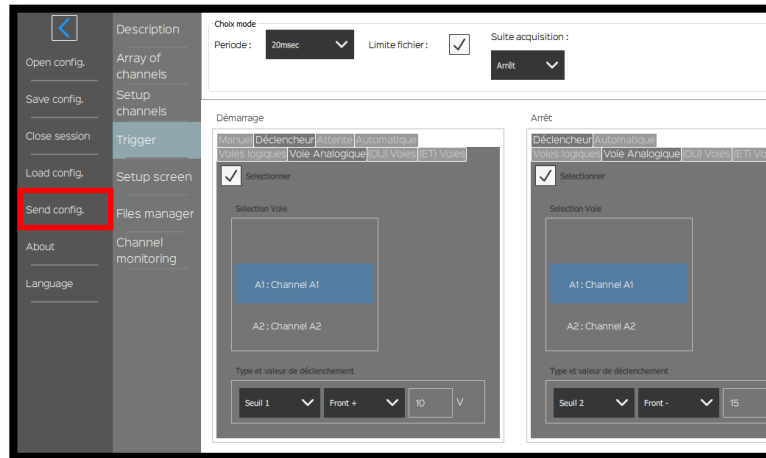 Open config.
Save config.
Close session
Load config.
Send config.
About
Language
Description
Array of
channels
Setup
channels
Trigger
Setup screen
Files manager
Channel
monitoring
Choix mode
Periode :
20msec
Limite fichier :
Suite acquisition :
Arrêt
Démarrage
Manuel Déclencheur Attente Automatique
Voies logiques Voie Analogique (OU) Voies (ET) Voies
Selectionner
Selection Voie
A1 : Channel A1
A2 : Channel A2
Type et valeur de déclenchement
Seuil 1
Front +
10
V
Arrêt
Déclencheur Automatique
Voies logiques Voie Analogique (OU) Voies (ET) Vo
Selectionner
Selection Voie
A1 : Channel A1
A2 : Channel A2
Type et valeur de déclenchement
Seuil 2
Front -
15